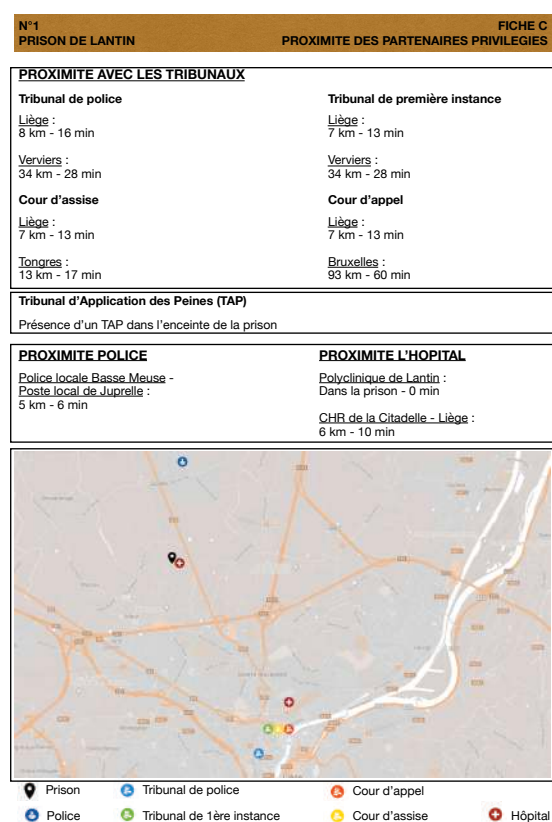 N°1
FICHE C
PRISON DE LANTIN
PROXIMITE DES PARTENAIRES PRIVILEGIES
PROXIMITE AVEC LES TRIBUNAUX
Tribunal de police
Liège :
8 km - 16 min
Verviers :
34 km - 28 min
Tribunal de première instance
Liège :
7 km - 13 min
Verviers :
34 km - 28 min
Cour d'assise
Liège :
7 km - 13 min
Tongres :
13 km - 17 min
Cour d'appel
Liège :
7 km - 13 min
Bruxelles :
93 km - 60 min
Tribunal d'Application des Peines (TAP)
Présence d'un TAP dans l'enceinte de la prison
PROXIMITE POLICE
Police locale Basse Meuse -
Poste local de Juprelle :
5 km - 6 min
PROXIMITE L'HOPITAL
Polyclinique de Lantin :
Dans la prison - 0 min
CHR de la Citadelle - Liège :
6 km - 10 min
Prison
Tribunal de police
Cour d'appel
Police
Tribunal de 1ère instance
Cour d'assise
Hôpital